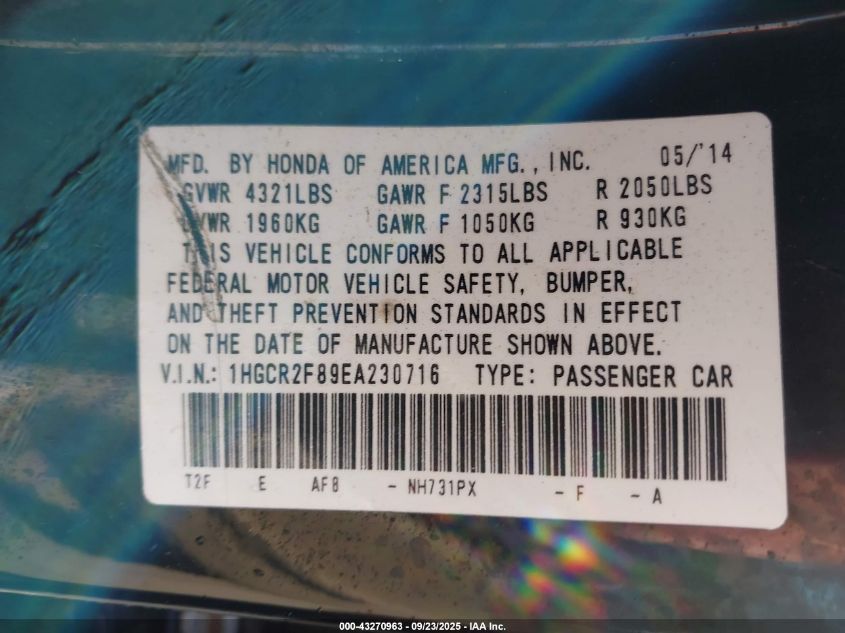 MFD. BY HONDA OF AMERICA MFG., INC. 05/'14
GVWR 4321LBS GAWR F 2315LBS R 2050LBS
GVWR 1960KG GAWR F 1050KG R 930KG
THIS VEHICLE CONFORMS TO ALL APPLICABLE
FEDERAL MOTOR VEHICLE SAFETY, BUMPER,
AND THEFT PREVENTION STANDARDS IN EFFECT
ON THE DATE OF MANUFACTURE SHOWN ABOVE.
V.I.N.: 1HGCR2F89EA230716 TYPE: PASSENGER CAR
T2F E AF8 - NH731PX - F - A
000-43270963 - 09/23/2025 - IAA Inc.